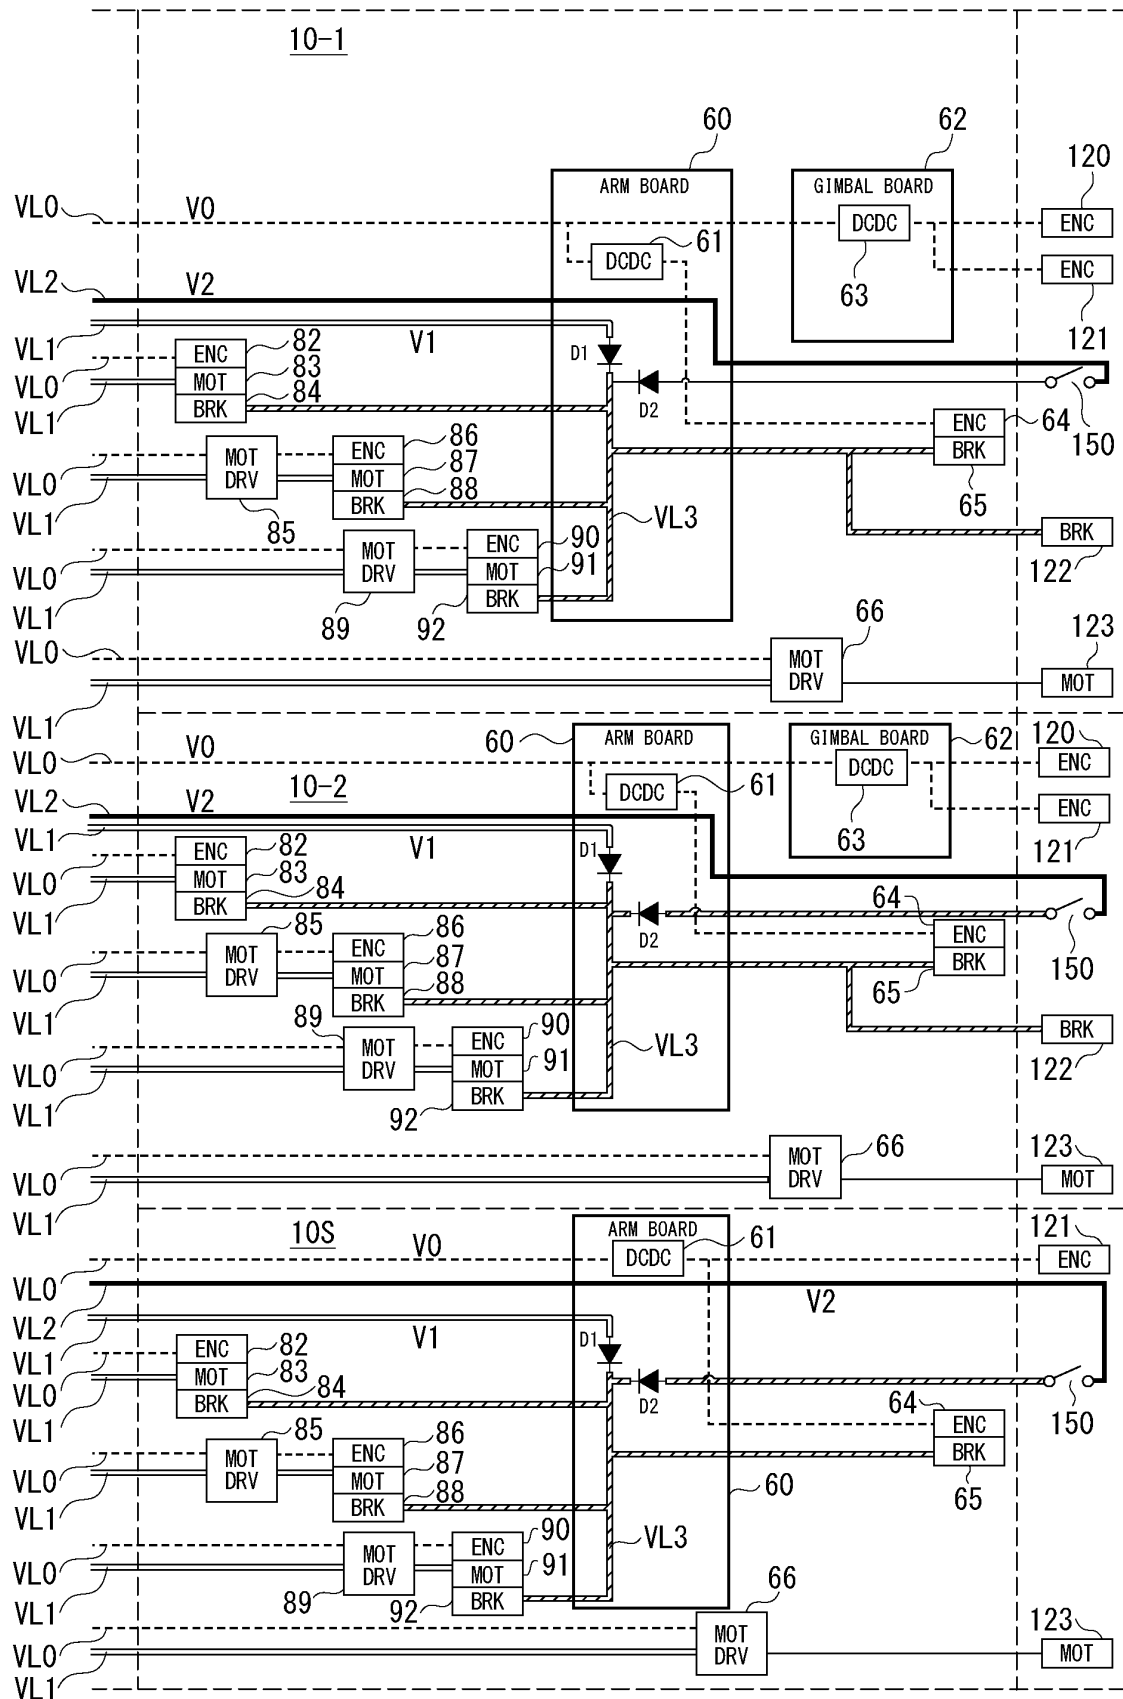 10-1
60
62
120
ARM BOARD
GIMBAL BOARD
VL0
V0
DCDC
ENC
61
DCDC
63
ENC
121
VL2
V2
VL1
V1
D1
82
ENC
83
MOT
84
BRK
VL0
VL1
D2
150
64
ENC
BRK
65
86
ENC
87
MOT
88
BRK
MOT
DRV
85
VL0
VL1
VL3
BRK
122
90
ENC
91
MOT
BRK
92
MOT
DRV
89
VL0
VL1
66
MOT
DRV
123
MOT
VL0
VL1
10-2
60
ARM BOARD
GIMBAL BOARD
62
120
ENC
VL0
V0
DCDC
61
DCDC
63
ENC
121
VL2
V2
VL1
V1
D1
82
ENC
83
MOT
84
BRK
VL0
VL1
D2
150
64
ENC
BRK
65
85
MOT
DRV
86
ENC
87
MOT
88
BRK
VL0
VL1
VL3
BRK
122
89
MOT
DRV
90
ENC
91
MOT
BRK
92
VL0
VL1
66
MOT
DRV
123
MOT
VL0
VL1
10S
V0
ARM BOARD
61
DCDC
121
ENC
VL0
VL2
V2
VL1
V1
D1
82
ENC
83
MOT
84
BRK
VL0
VL1
D2
150
64
ENC
BRK
65
85
MOT
DRV
86
ENC
87
MOT
88
BRK
60
VL0
VL1
VL3
MOT
DRV
89
90
ENC
91
MOT
BRK
92
VL0
VL1
66
MOT
DRV
123
MOT
VL0
VL1